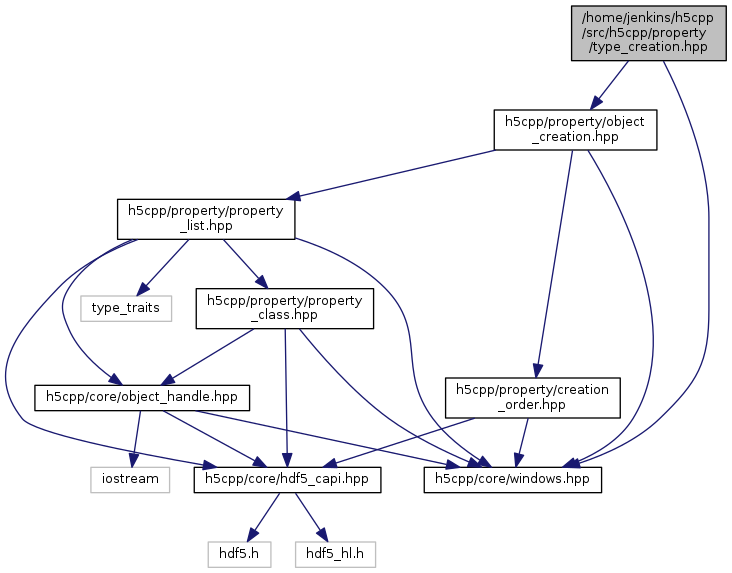 /home/jenkins/h5cpp
/src/h5cpp/property
/type_creation.hpp
h5cpp/property/object
_creation.hpp
h5cpp/property/property
_list.hpp
type_traits
h5cpp/property/property
_class.hpp
h5cpp/core/object_handle.hpp
h5cpp/property/creation
_order.hpp
iostream
h5cpp/core/hdf5_capi.hpp
h5cpp/core/windows.hpp
hdf5.h
hdf5_hl.h